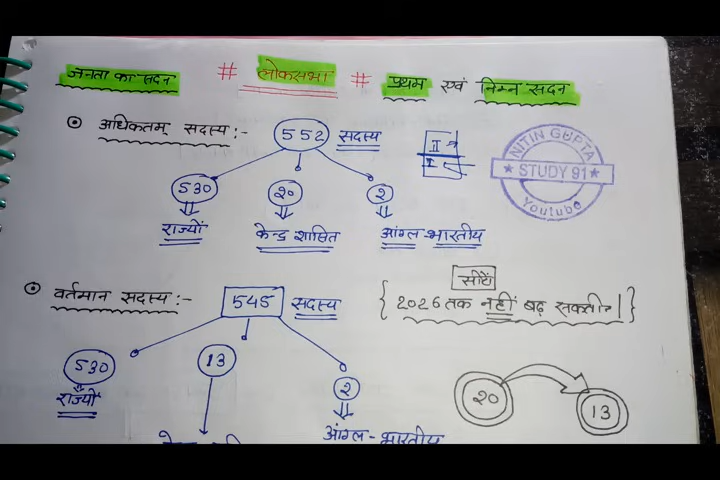 जनता का सदन # लोकसभा # प्रथम एवं निम्न सदन
अधिकतम् सदस्य :- 552 सदस्य
II
I
NITIN GUPTA
* STUDY 91 *
Youtube
530 20 2
राज्यों केन्द्र शासित आंग्ल भारतीय
सीटें
वर्तमान सदस्य :- 545 सदस्य
{ 2026 तक नहीं बढ़ सकती। }
530 13 2
राज्यों
आंग्ल - भारतीय
20 13